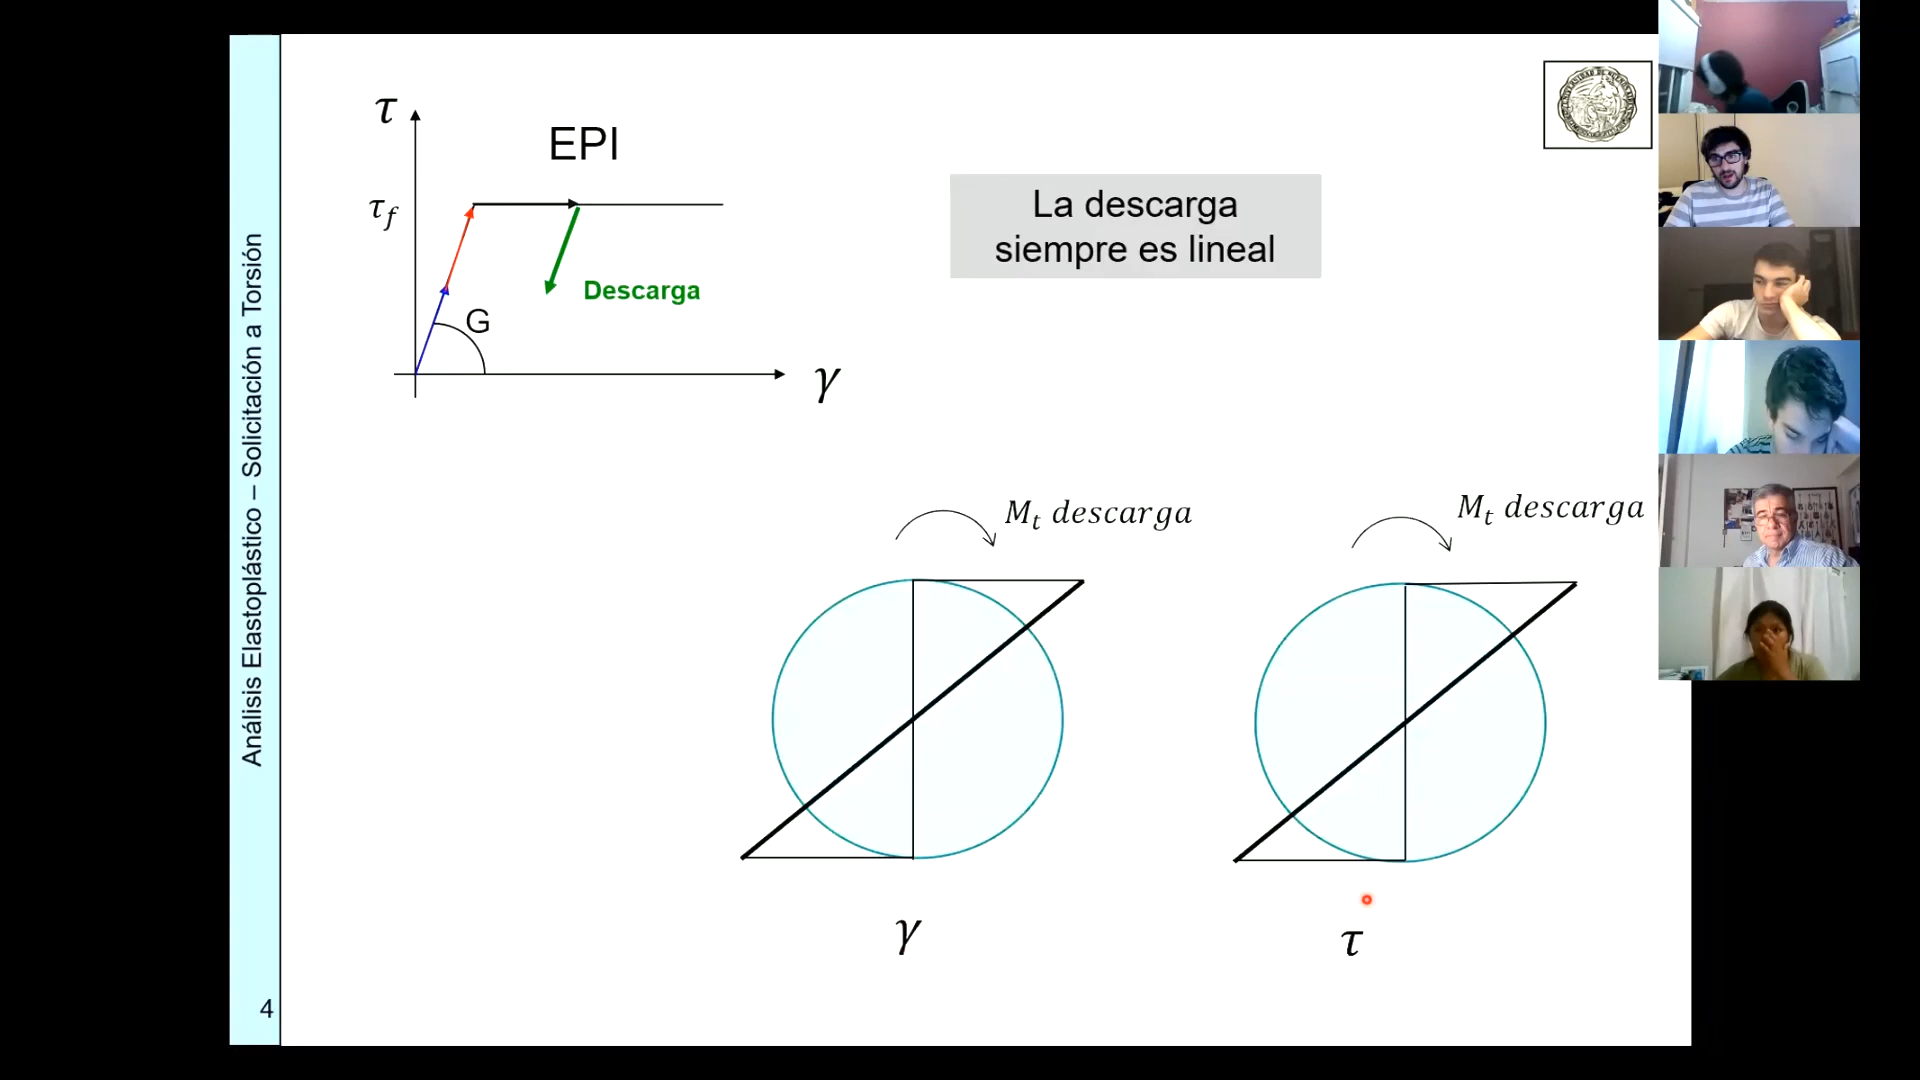 Análisis Elastoplástico – Solicitación a Torsión
4
τ
EPI
τf
G
Descarga
γ
La descarga
siempre es lineal
Mt descarga
Mt descarga
γ
τ